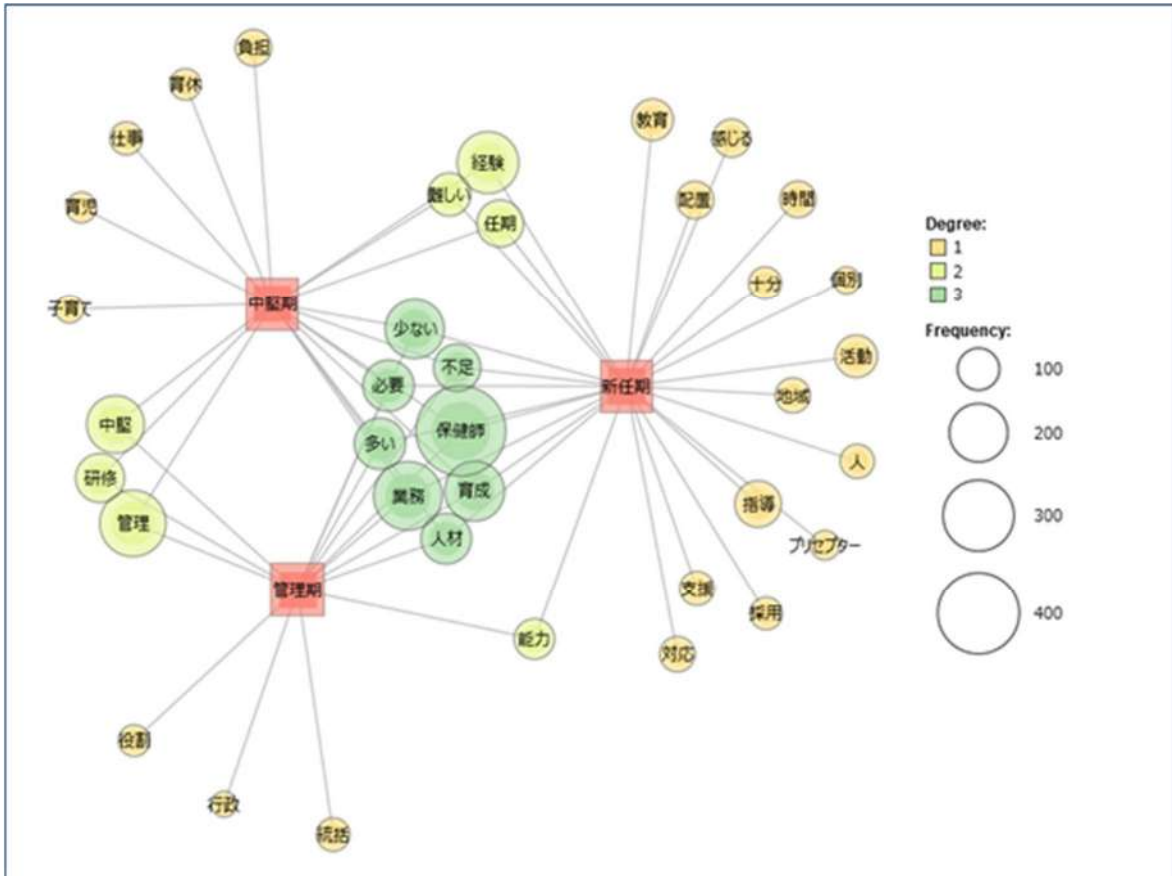 負担
育休
仕事
育児
子育て
中堅期
経験
難しい
任期
教育
感じる
配置
時間
十分
個別
活動
地域
人
指導
プリセプター
支援
採用
対応
新任期
少ない
不足
必要
保健師
多い
業務
育成
人材
中堅
研修
管理
管理期
能力
役割
行政
統括
Degree:
1
2
3
Frequency:
100
200
300
400